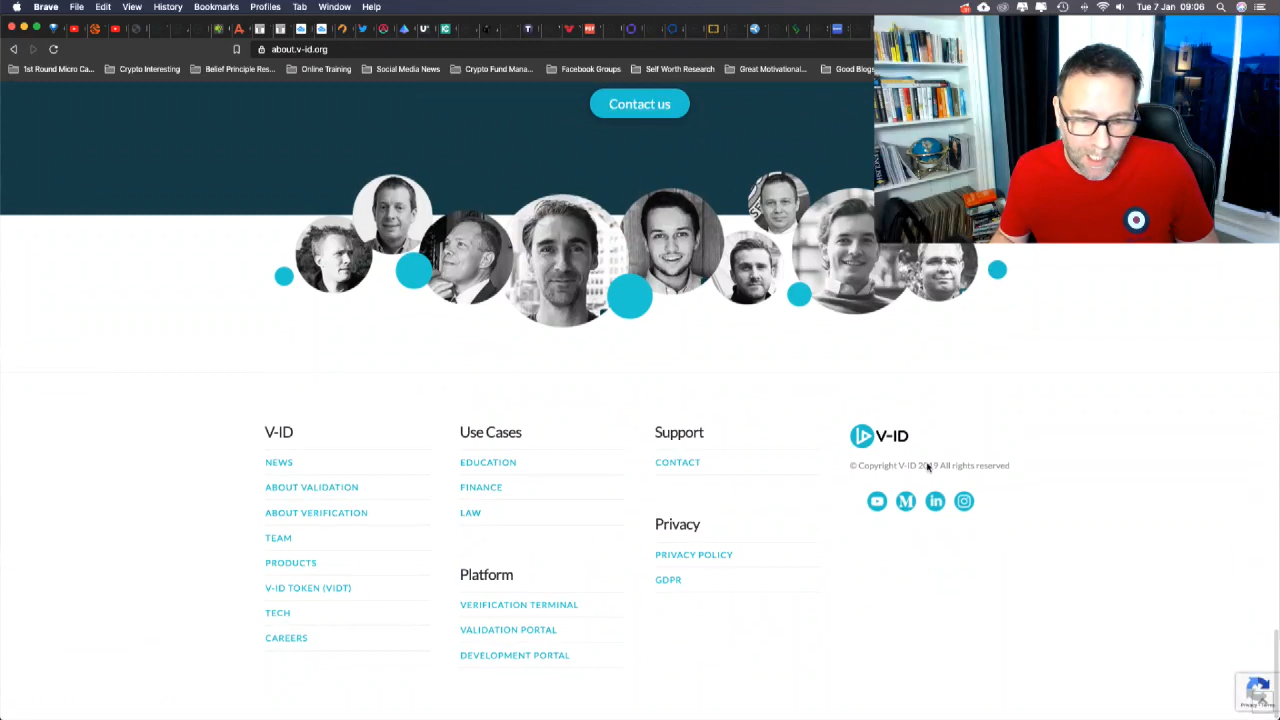 Brave File Edit View History Bookmarks Profiles Tab Window Help Tue 7 Jan 09:06
about.v-id.org
1st Round Micro Ca... Crypto Interesting Belief Principle Res... Online Training Social Media News Crypto Fund Mana... Facebook Groups Self Worth Research Great Motivational... Good Blog
Contact us
V-ID
NEWS
ABOUT VALIDATION
ABOUT VERIFICATION
TEAM
PRODUCTS
V-ID TOKEN (VIDT)
TECH
CAREERS
Use Cases
EDUCATION
FINANCE
LAW
Platform
VERIFICATION TERMINAL
VALIDATION PORTAL
DEVELOPMENT PORTAL
Support
CONTACT
Privacy
PRIVACY POLICY
GDPR
V-ID
© Copyright V-ID 2019 All rights reserved